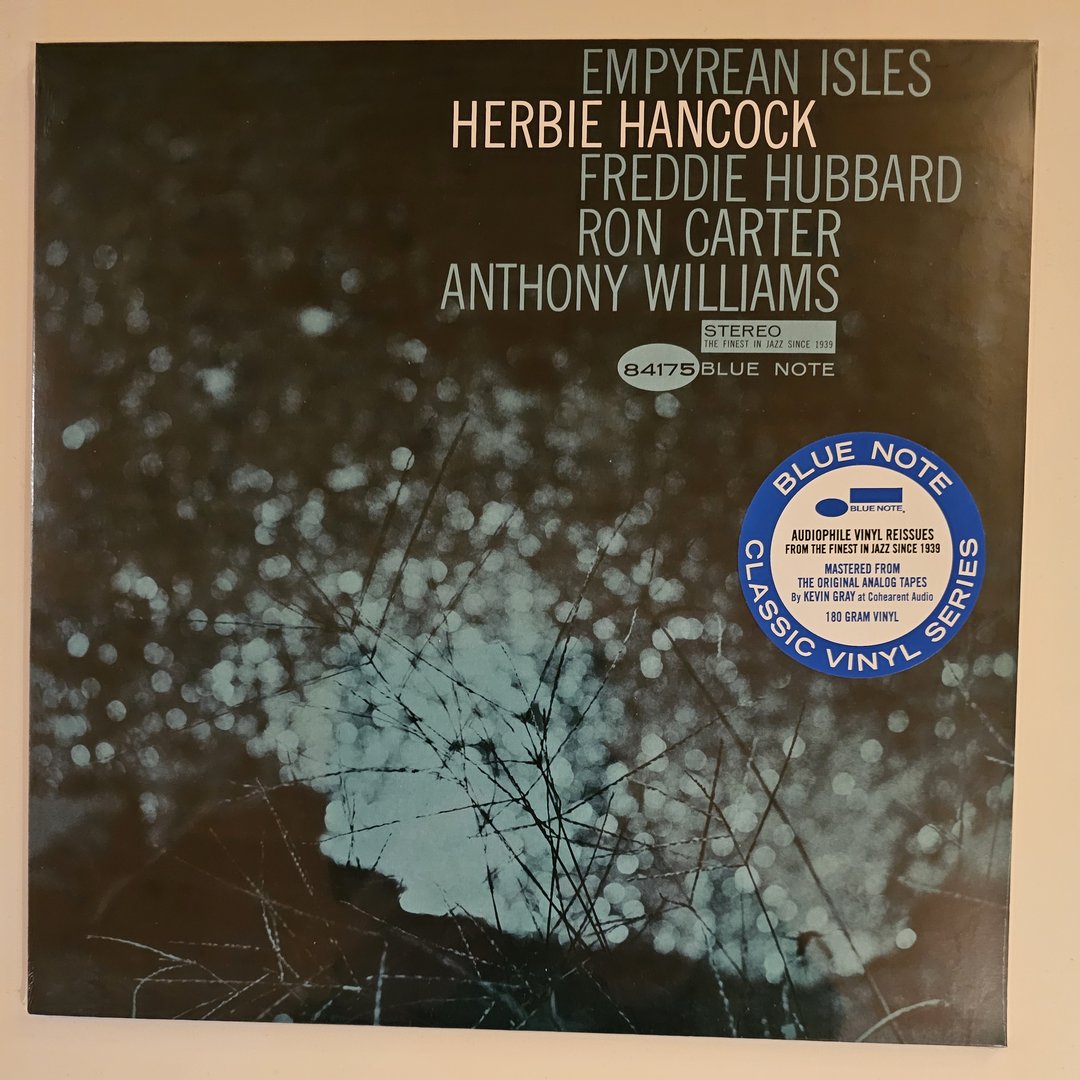 EMPYREAN ISLES
HERBIE HANCOCK
FREDDIE HUBBARD
RON CARTER
ANTHONY WILLIAMS
STEREO
THE FINEST IN JAZZ SINCE 1939
84175 BLUE NOTE
BLUE NOTE
BLUE NOTE
AUDIOPHILE VINYL REISSUES
FROM THE FINEST IN JAZZ SINCE 1939
MASTERED FROM
THE ORIGINAL ANALOG TAPES
By KEVIN GRAY at Cohearent Audio
180 GRAM VINYL
CLASSIC VINYL SERIES